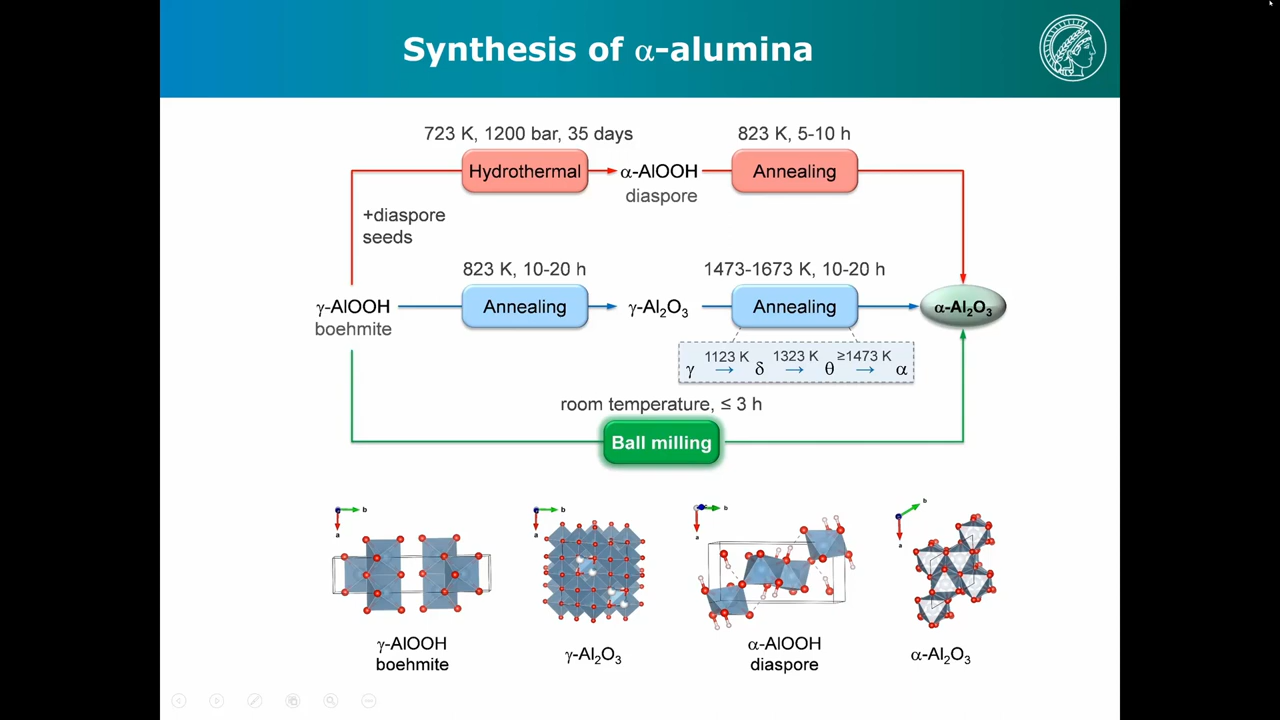 Synthesis of α-alumina
723 K, 1200 bar, 35 days
823 K, 5-10 h
Hydrothermal
α-AlOOH
diaspore
Annealing
+diaspore
seeds
823 K, 10-20 h
1473-1673 K, 10-20 h
γ-AlOOH
boehmite
Annealing
γ-Al₂O₃
Annealing
α-Al₂O₃
γ 1123 K → δ 1323 K → θ ≥1473 K → α
room temperature, ≤ 3 h
Ball milling
b
a
b
a
b
a
b
a
γ-AlOOH
boehmite
γ-Al₂O₃
α-AlOOH
diaspore
α-Al₂O₃